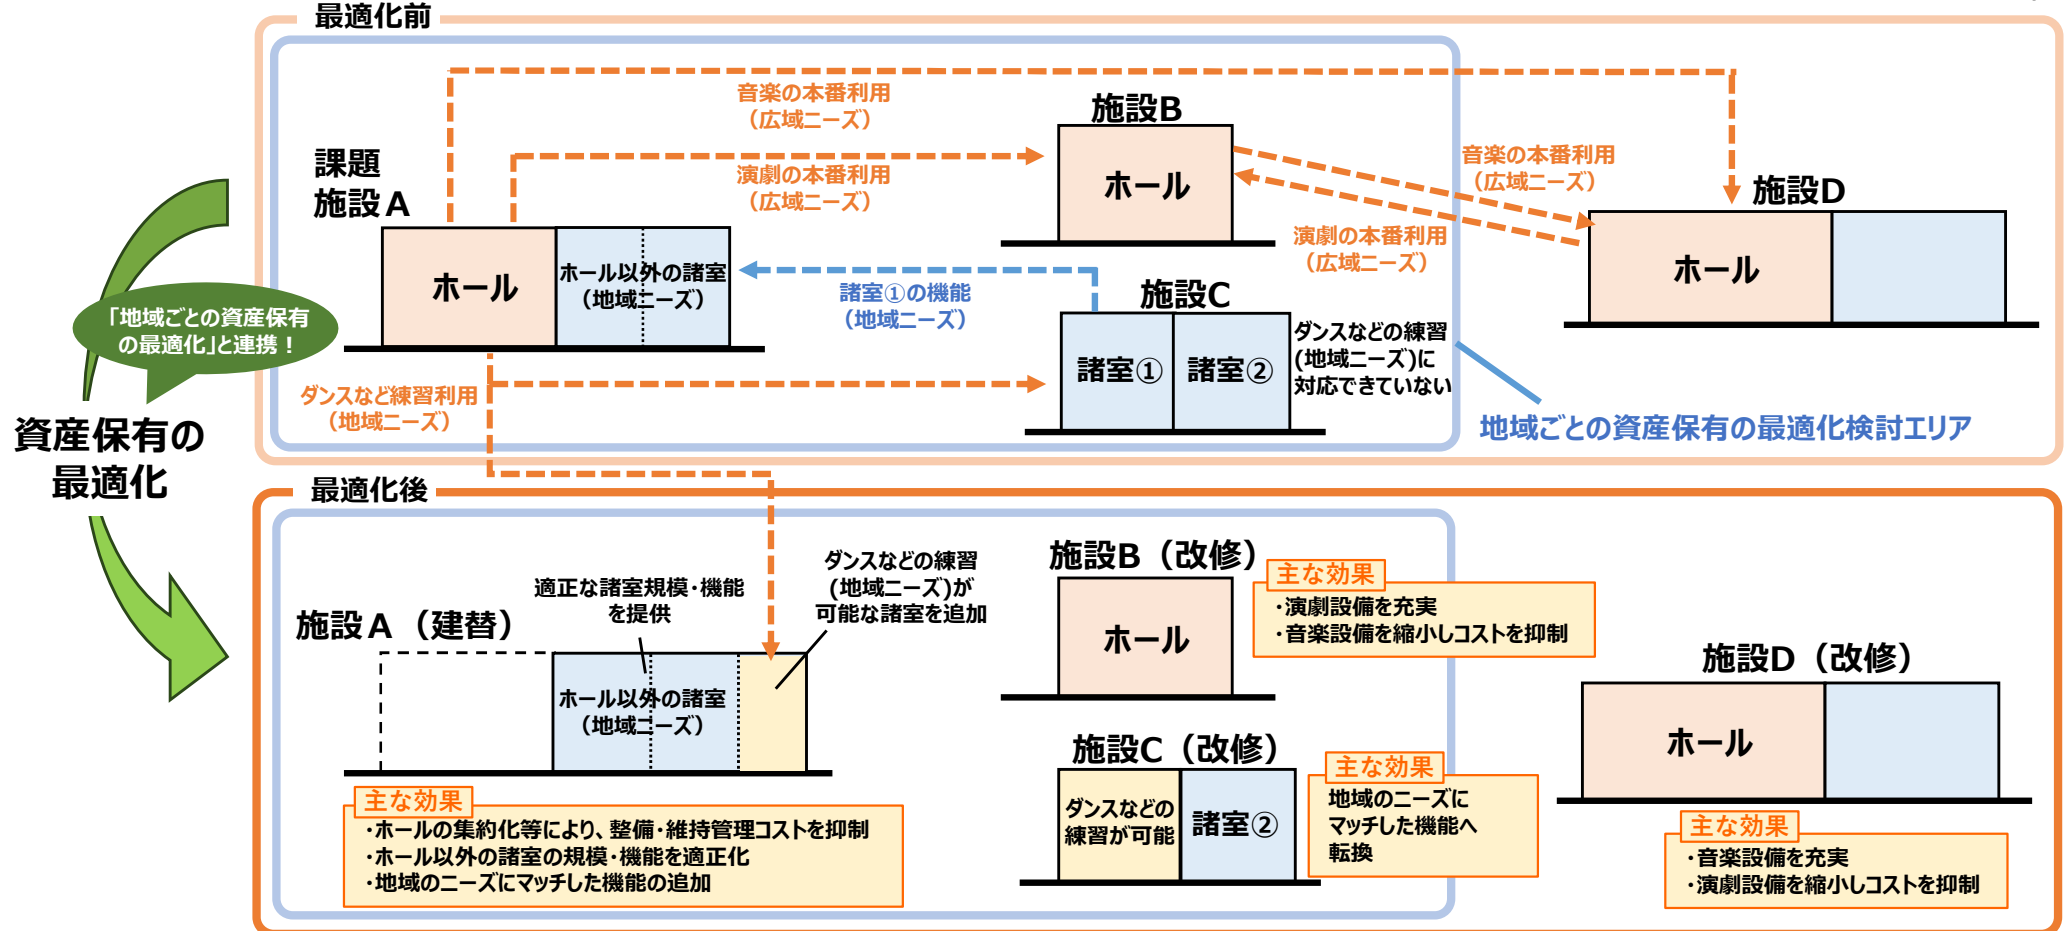 最適化前
音楽の本番利用
（広域ニーズ）
施設B
ホール
課題
施設A
演劇の本番利用
（広域ニーズ）
音楽の本番利用
（広域ニーズ）
施設D
演劇の本番利用
（広域ニーズ）
ホール
ホール
ホール以外の諸室
（地域ニーズ）
諸室①の機能
（地域ニーズ）
施設C
諸室①
諸室②
ダンスなどの練習
(地域ニーズ)に
対応できていない
「地域ごとの資産保有
の最適化」と連携！
ダンスなど練習利用
（地域ニーズ）
地域ごとの資産保有の最適化検討エリア
資産保有の
最適化
最適化後
施設A（建替）
適正な諸室規模・機能
を提供
ダンスなどの練習
(地域ニーズ)が
可能な諸室を追加
ホール以外の諸室
（地域ニーズ）
主な効果
・ホールの集約化等により、整備・維持管理コストを抑制
・ホール以外の諸室の規模・機能を適正化
・地域のニーズにマッチした機能の追加
施設B（改修）
ホール
主な効果
・演劇設備を充実
・音楽設備を縮小しコストを抑制
施設C（改修）
ダンスなどの
練習が可能
諸室②
主な効果
地域のニーズに
マッチした機能へ
転換
施設D（改修）
ホール
主な効果
・音楽設備を充実
・演劇設備を縮小しコストを抑制